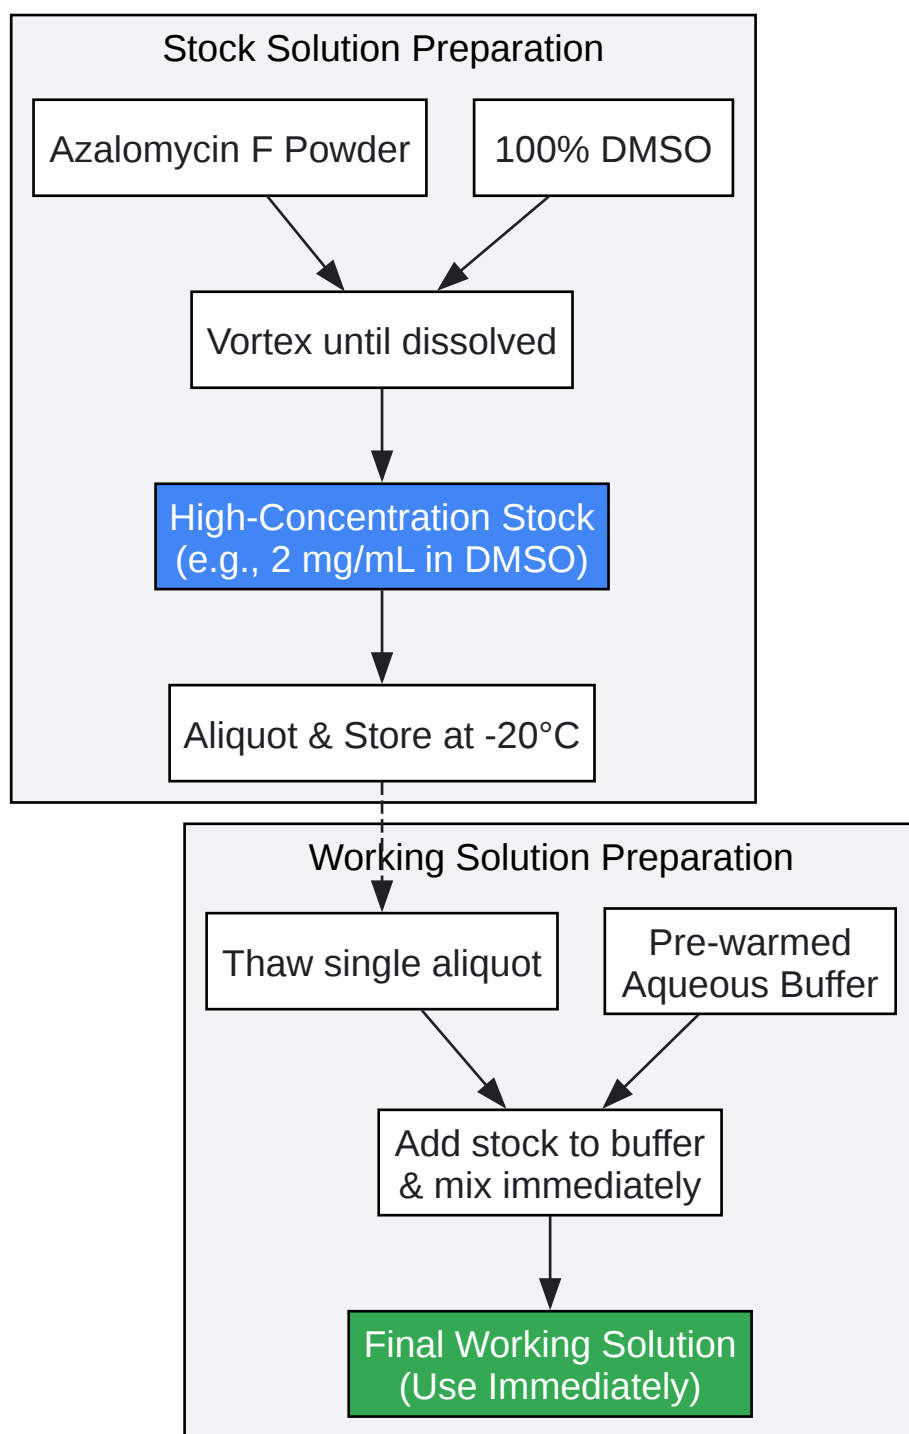 Stock Solution Preparation
Azalomycin F Powder
100% DMSO
Vortex until dissolved
High-Concentration Stock
(e.g., 2 mg/mL in DMSO)
Aliquot & Store at -20°C
Working Solution Preparation
Thaw single aliquot
Pre-warmed
Aqueous Buffer
Add stock to buffer
& mix immediately
Final Working Solution
(Use Immediately)